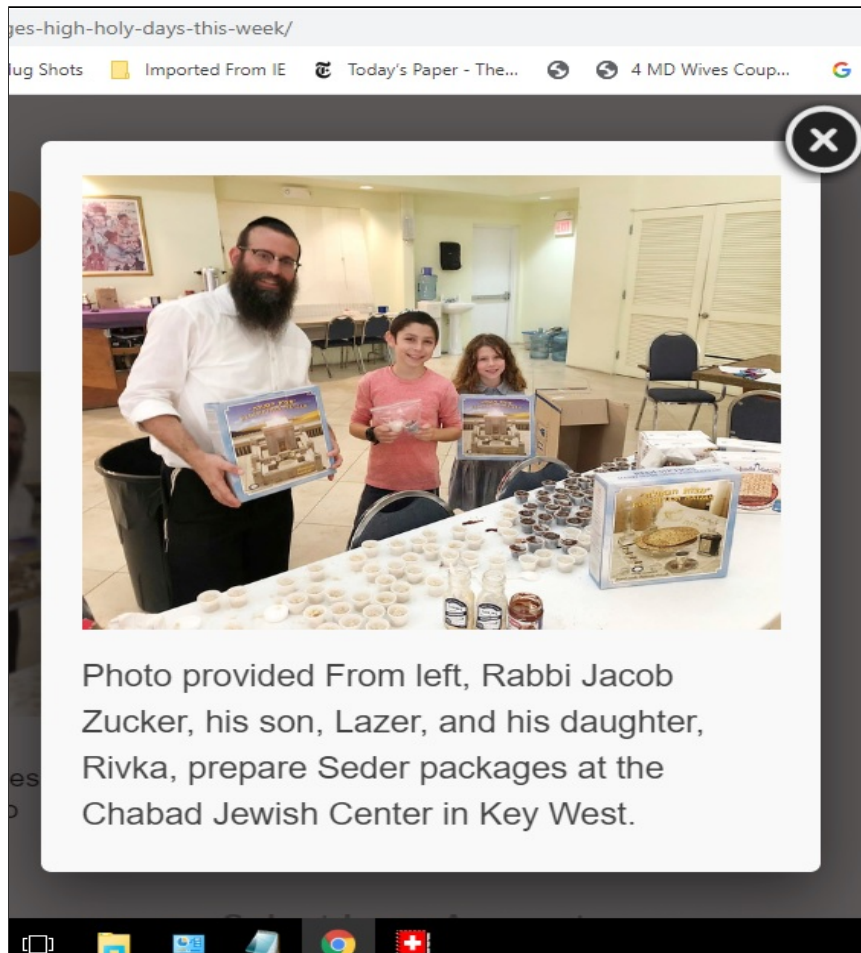 ges-high-holy-days-this-week/
lug Shots Imported From IE Today's Paper - The... 4 MD Wives Coup...
Photo provided From left, Rabbi Jacob
Zucker, his son, Lazer, and his daughter,
Rivka, prepare Seder packages at the
Chabad Jewish Center in Key West.
es